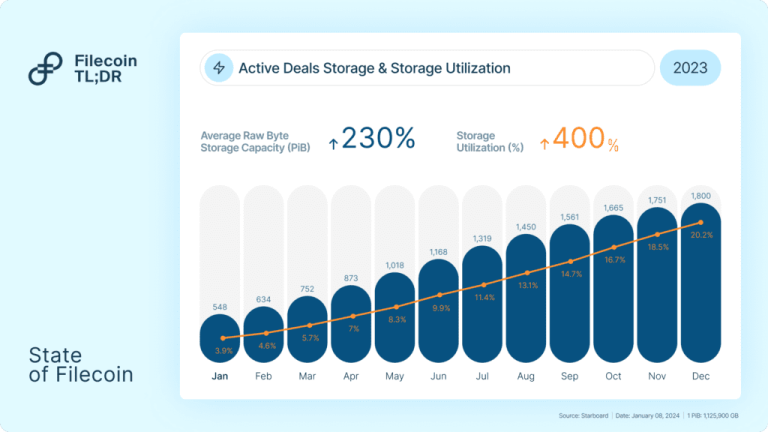 Filecoin
TL;DR
Active Deals Storage & Storage Utilization
2023
Average Raw Byte
Storage Capacity (PiB)
↑230%
Storage
Utilization (%)
↑400%
548
634
752
873
1,018
1,168
1,319
1,450
1,561
1,665
1,751
1,800
3.9%
4.6%
5.7%
7%
8.3%
9.9%
11.4%
13.1%
14.7%
16.7%
18.5%
20.2%
Jan
Feb
Mar
Apr
May
Jun
Jul
Aug
Sep
Oct
Nov
Dec
State
of Filecoin
Source: Starboard | Date: January 08, 2024 | 1 PiB: 1,125,900 GB